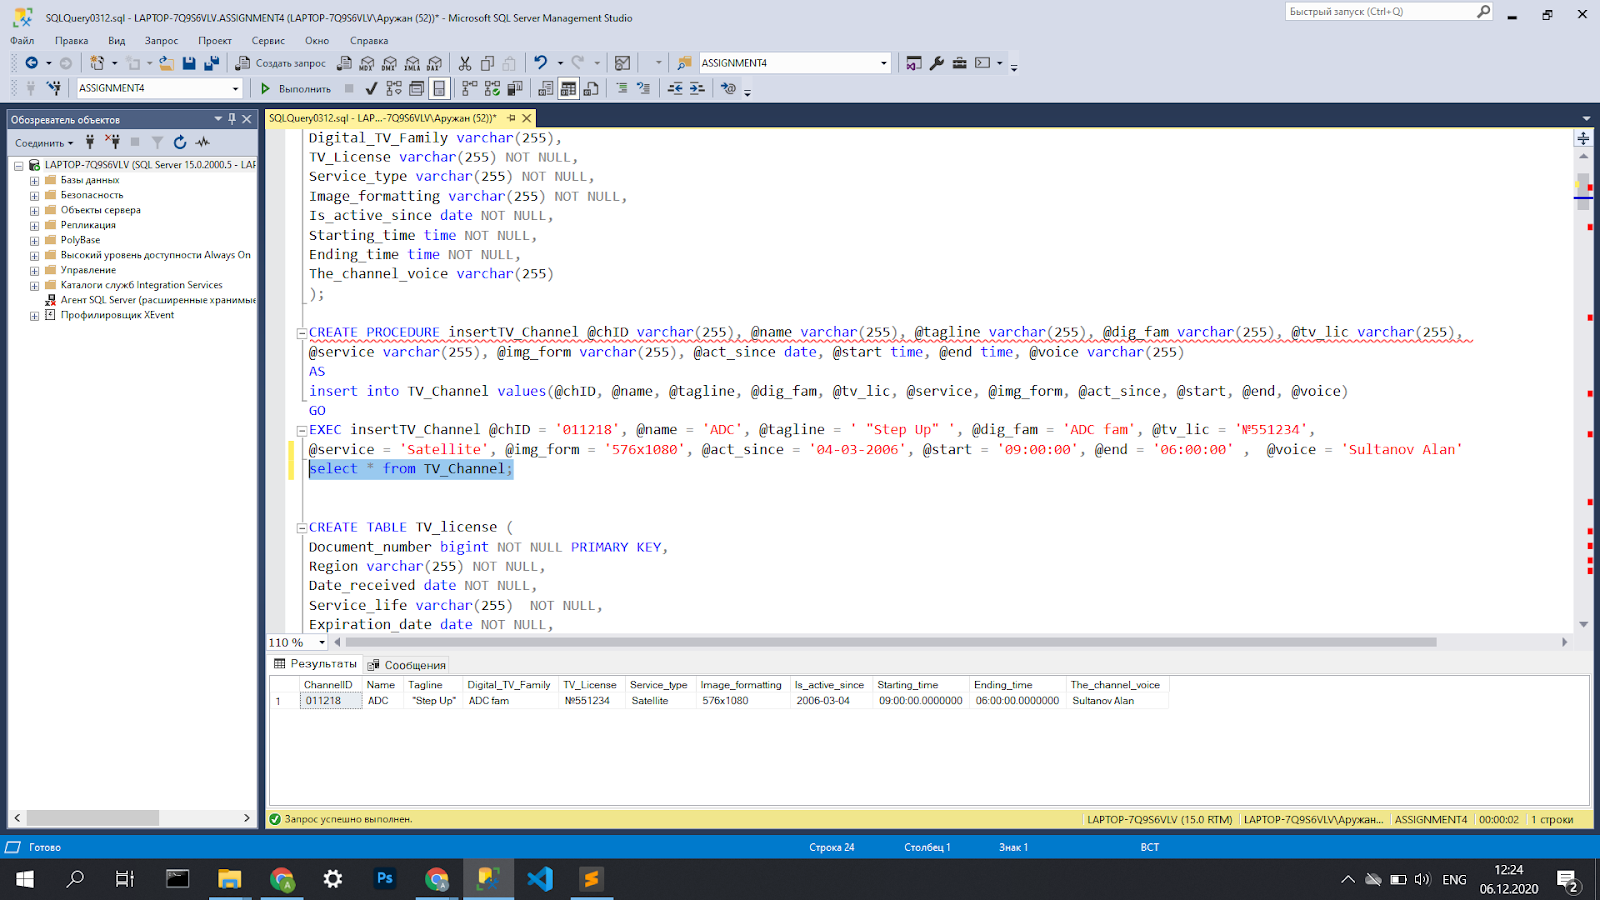 SQLQuery0312.sql - LAPTOP-7Q9S6VLV.ASSIGNMENT4 (LAPTOP-7Q9S6VLV\Аружан (52))* - Microsoft SQL Server Management Studio
Быстрый запуск (Ctrl+Q)
Файл Правка Вид Запрос Проект Сервис Окно Справка
Создать запрос MDX DMX XMLA DAX ASSIGNMENT4
ASSIGNMENT4 Выполнить
Обозреватель объектов
Соединить
LAPTOP-7Q9S6VLV (SQL Server 15.0.2000.5 - LAP
Базы данных
Безопасность
Объекты сервера
Репликация
PolyBase
Высокий уровень доступности Always On
Управление
Каталоги служб Integration Services
Агент SQL Server (расширенные хранимые
Профилировщик XEvent
SQLQuery0312.sql - LAP...-7Q9S6VLV\Аружан (52))*
Digital_TV_Family varchar(255),
TV_License varchar(255) NOT NULL,
Service_type varchar(255) NOT NULL,
Image_formatting varchar(255) NOT NULL,
Is_active_since date NOT NULL,
Starting_time time NOT NULL,
Ending_time time NOT NULL,
The_channel_voice varchar(255)
);
CREATE PROCEDURE insertTV_Channel @chID varchar(255), @name varchar(255), @tagline varchar(255), @dig_fam varchar(255), @tv_lic varchar(255),
@service varchar(255), @img_form varchar(255), @act_since date, @start time, @end time, @voice varchar(255)
AS
insert into TV_Channel values(@chID, @name, @tagline, @dig_fam, @tv_lic, @service, @img_form, @act_since, @start, @end, @voice)
GO
EXEC insertTV_Channel @chID = '011218', @name = 'ADC', @tagline = ' "Step Up" ', @dig_fam = 'ADC fam', @tv_lic = '№551234',
@service = 'Satellite', @img_form = '576x1080', @act_since = '04-03-2006', @start = '09:00:00', @end = '06:00:00' , @voice = 'Sultanov Alan'
select * from TV_Channel;
CREATE TABLE TV_license (
Document_number bigint NOT NULL PRIMARY KEY,
Region varchar(255) NOT NULL,
Date_received date NOT NULL,
Service_life varchar(255) NOT NULL,
Expiration_date date NOT NULL,
110 %
Результаты Сообщения
ChannelID Name Tagline Digital_TV_Family TV_License Service_type Image_formatting Is_active_since Starting_time Ending_time The_channel_voice
1 011218 ADC "Step Up" ADC fam №551234 Satellite 576x1080 2006-03-04 09:00:00.0000000 06:00:00.0000000 Sultanov Alan
Запрос успешно выполнен. LAPTOP-7Q9S6VLV (15.0 RTM) LAPTOP-7Q9S6VLV\Аружан... ASSIGNMENT4 00:00:02 1 строки
Готово Строка 24 Столбец 1 Знак 1 ВСТ
Ps A A ENG 12:24
06.12.2020 2